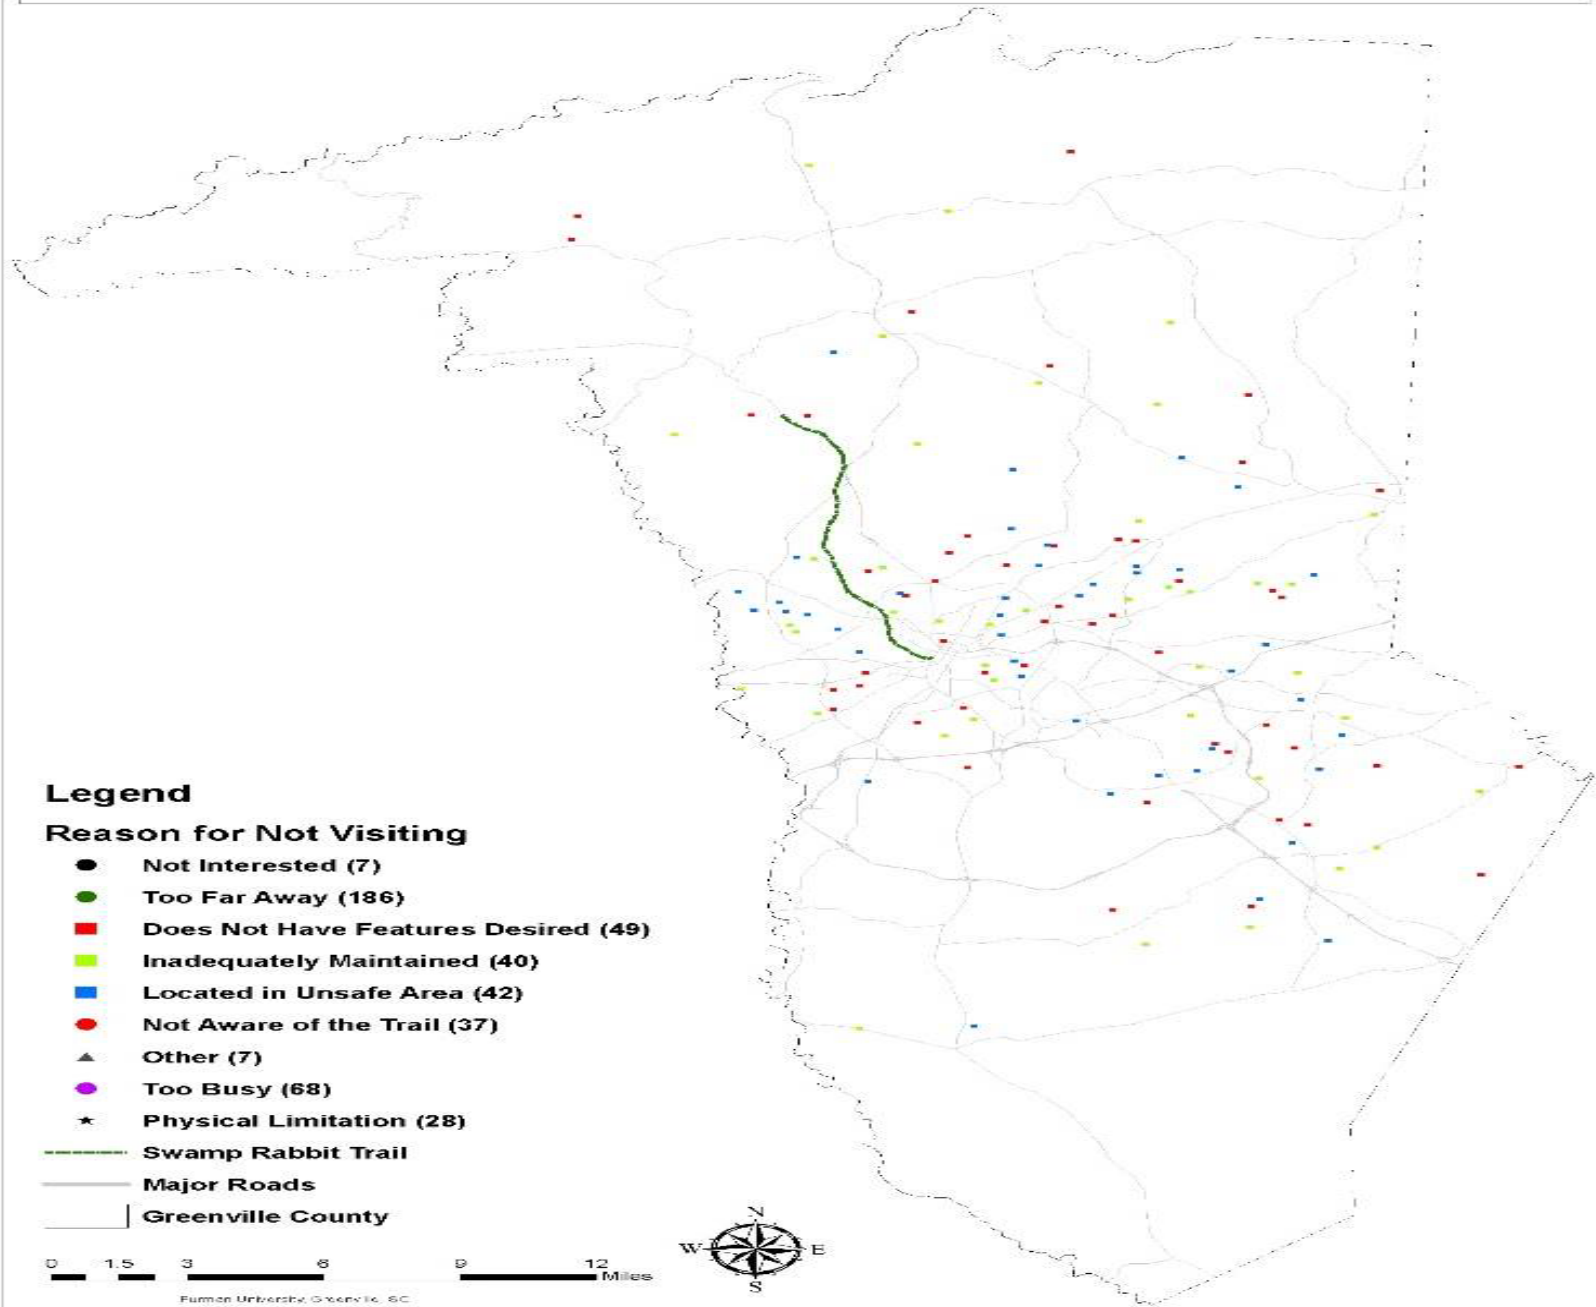 Legend
Reason for Not Visiting
Not Interested (7)
Too Far Away (186)
Does Not Have Features Desired (49)
Inadequately Maintained (40)
Located in Unsafe Area (42)
Not Aware of the Trail (37)
Other (7)
Too Busy (68)
Physical Limitation (28)
Swamp Rabbit Trail
Major Roads
Greenville County
0 1.5 3 6 9 12
Miles
Furman University, Greenville, SC
N
W E
S